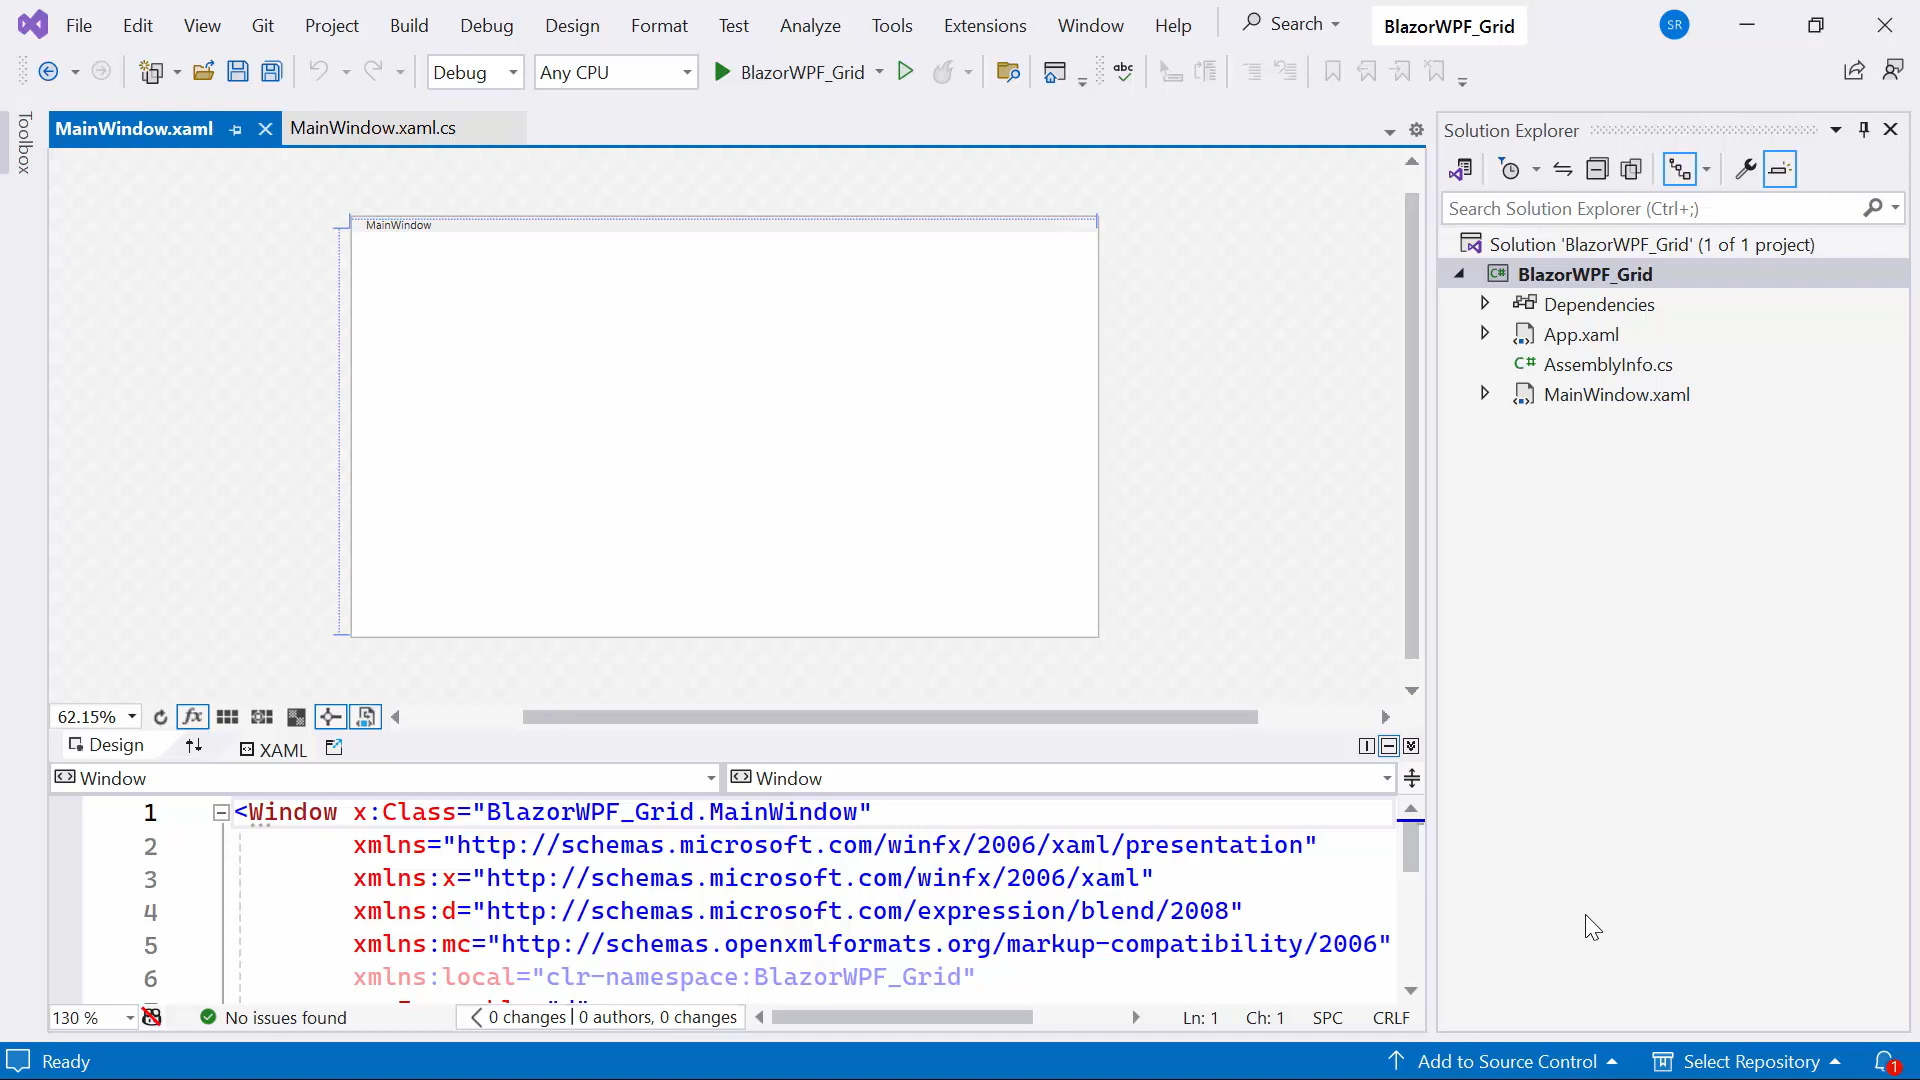 File Edit View Git Project Build Debug Design Format Test Analyze Tools Extensions Window Help Search BlazorWPF_Grid SR
Debug Any CPU BlazorWPF_Grid abc
Toolbox
MainWindow.xaml MainWindow.xaml.cs
MainWindow
62.15% fx
Design XAML
Window Window
1 <Window x:Class="BlazorWPF_Grid.MainWindow"
2 xmlns="http://schemas.microsoft.com/winfx/2006/xaml/presentation"
3 xmlns:x="http://schemas.microsoft.com/winfx/2006/xaml"
4 xmlns:d="http://schemas.microsoft.com/expression/blend/2008"
5 xmlns:mc="http://schemas.openxmlformats.org/markup-compatibility/2006"
6 xmlns:local="clr-namespace:BlazorWPF_Grid"
130 % No issues found 0 changes | 0 authors, 0 changes Ln: 1 Ch: 1 SPC CRLF
Solution Explorer
Search Solution Explorer (Ctrl+;)
Solution 'BlazorWPF_Grid' (1 of 1 project)
C# BlazorWPF_Grid
Dependencies
App.xaml
C# AssemblyInfo.cs
MainWindow.xaml
Ready Add to Source Control Select Repository 1